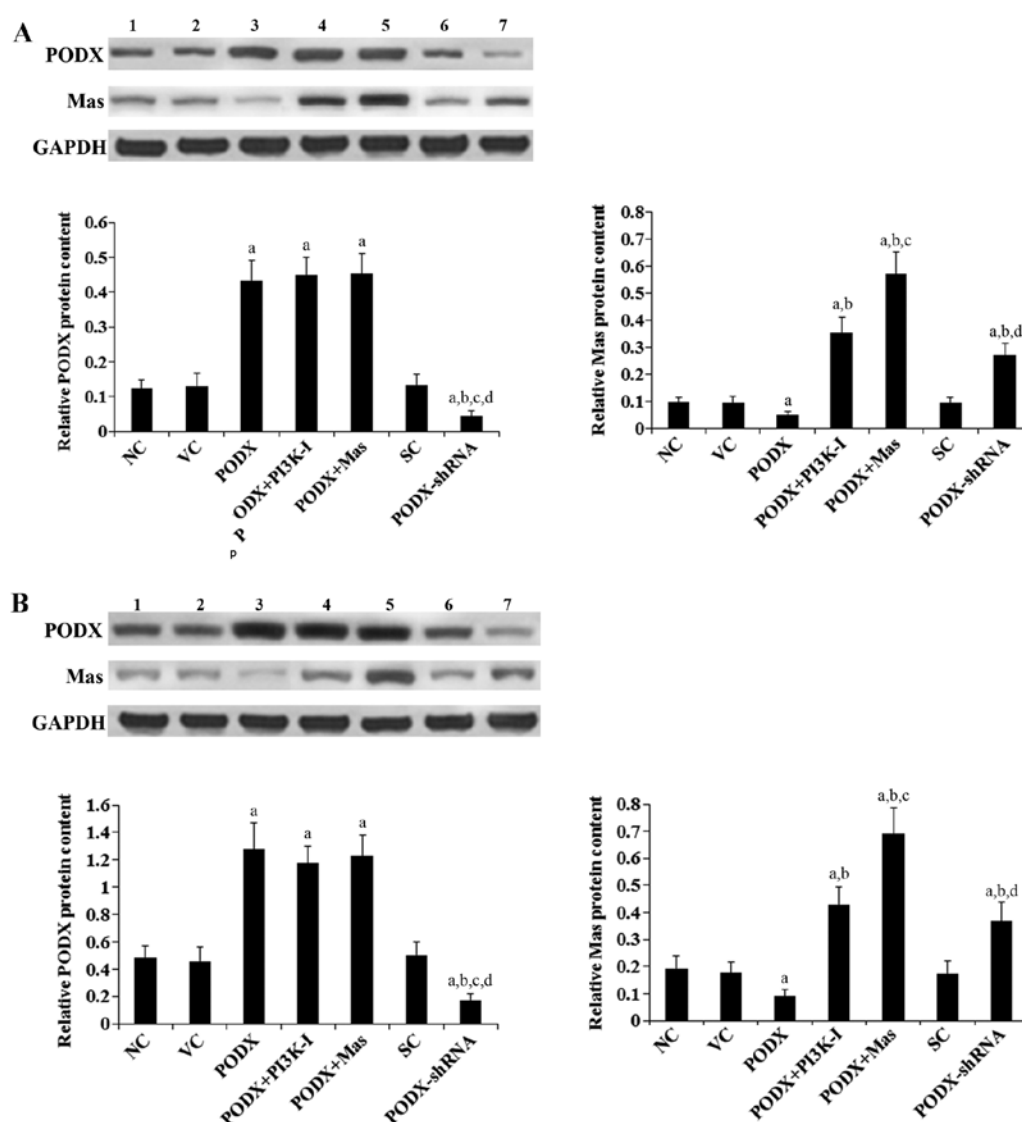 A
1 2 3 4 5 6 7
PODX
Mas
GAPDH
Relative PODX protein content
0.6
0.5
0.4
0.3
0.2
0.1
0
a
a
a
a,b,c,d
NC
VC
PODX
ODX+PI3K-I
P
P
PODX+Mas
SC
PODX-shRNA
Relative Mas protein content
0.8
0.7
0.6
0.5
0.4
0.3
0.2
0.1
0
a
a,b
a,b,c
a,b,d
NC
VC
PODX
PODX+PI3K-I
PODX+Mas
SC
PODX-shRNA
B
1 2 3 4 5 6 7
PODX
Mas
GAPDH
Relative PODX protein content
1.6
1.4
1.2
1
0.8
0.6
0.4
0.2
0
a
a
a
a,b,c,d
NC
VC
PODX
PODX+PI3K-I
PODX+Mas
SC
PODX-shRNA
Relative Mas protein content
0.8
0.7
0.6
0.5
0.4
0.3
0.2
0.1
0
a
a,b
a,b,c
a,b,d
NC
VC
PODX
PODX+PI3K-I
PODX+Mas
SC
PODX-shRNA